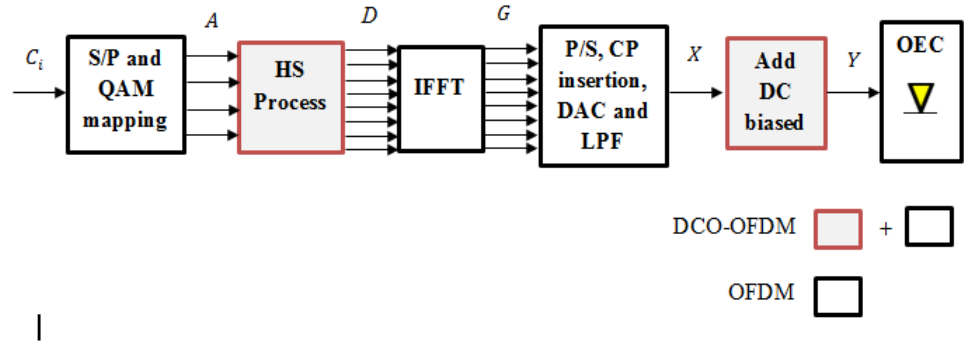 A
D
G
C_i
S/P and
QAM
mapping
HS
Process
IFFT
P/S, CP
insertion,
DAC and
LPF
X
Add
DC
biased
Y
OEC
DCO-OFDM
+
OFDM